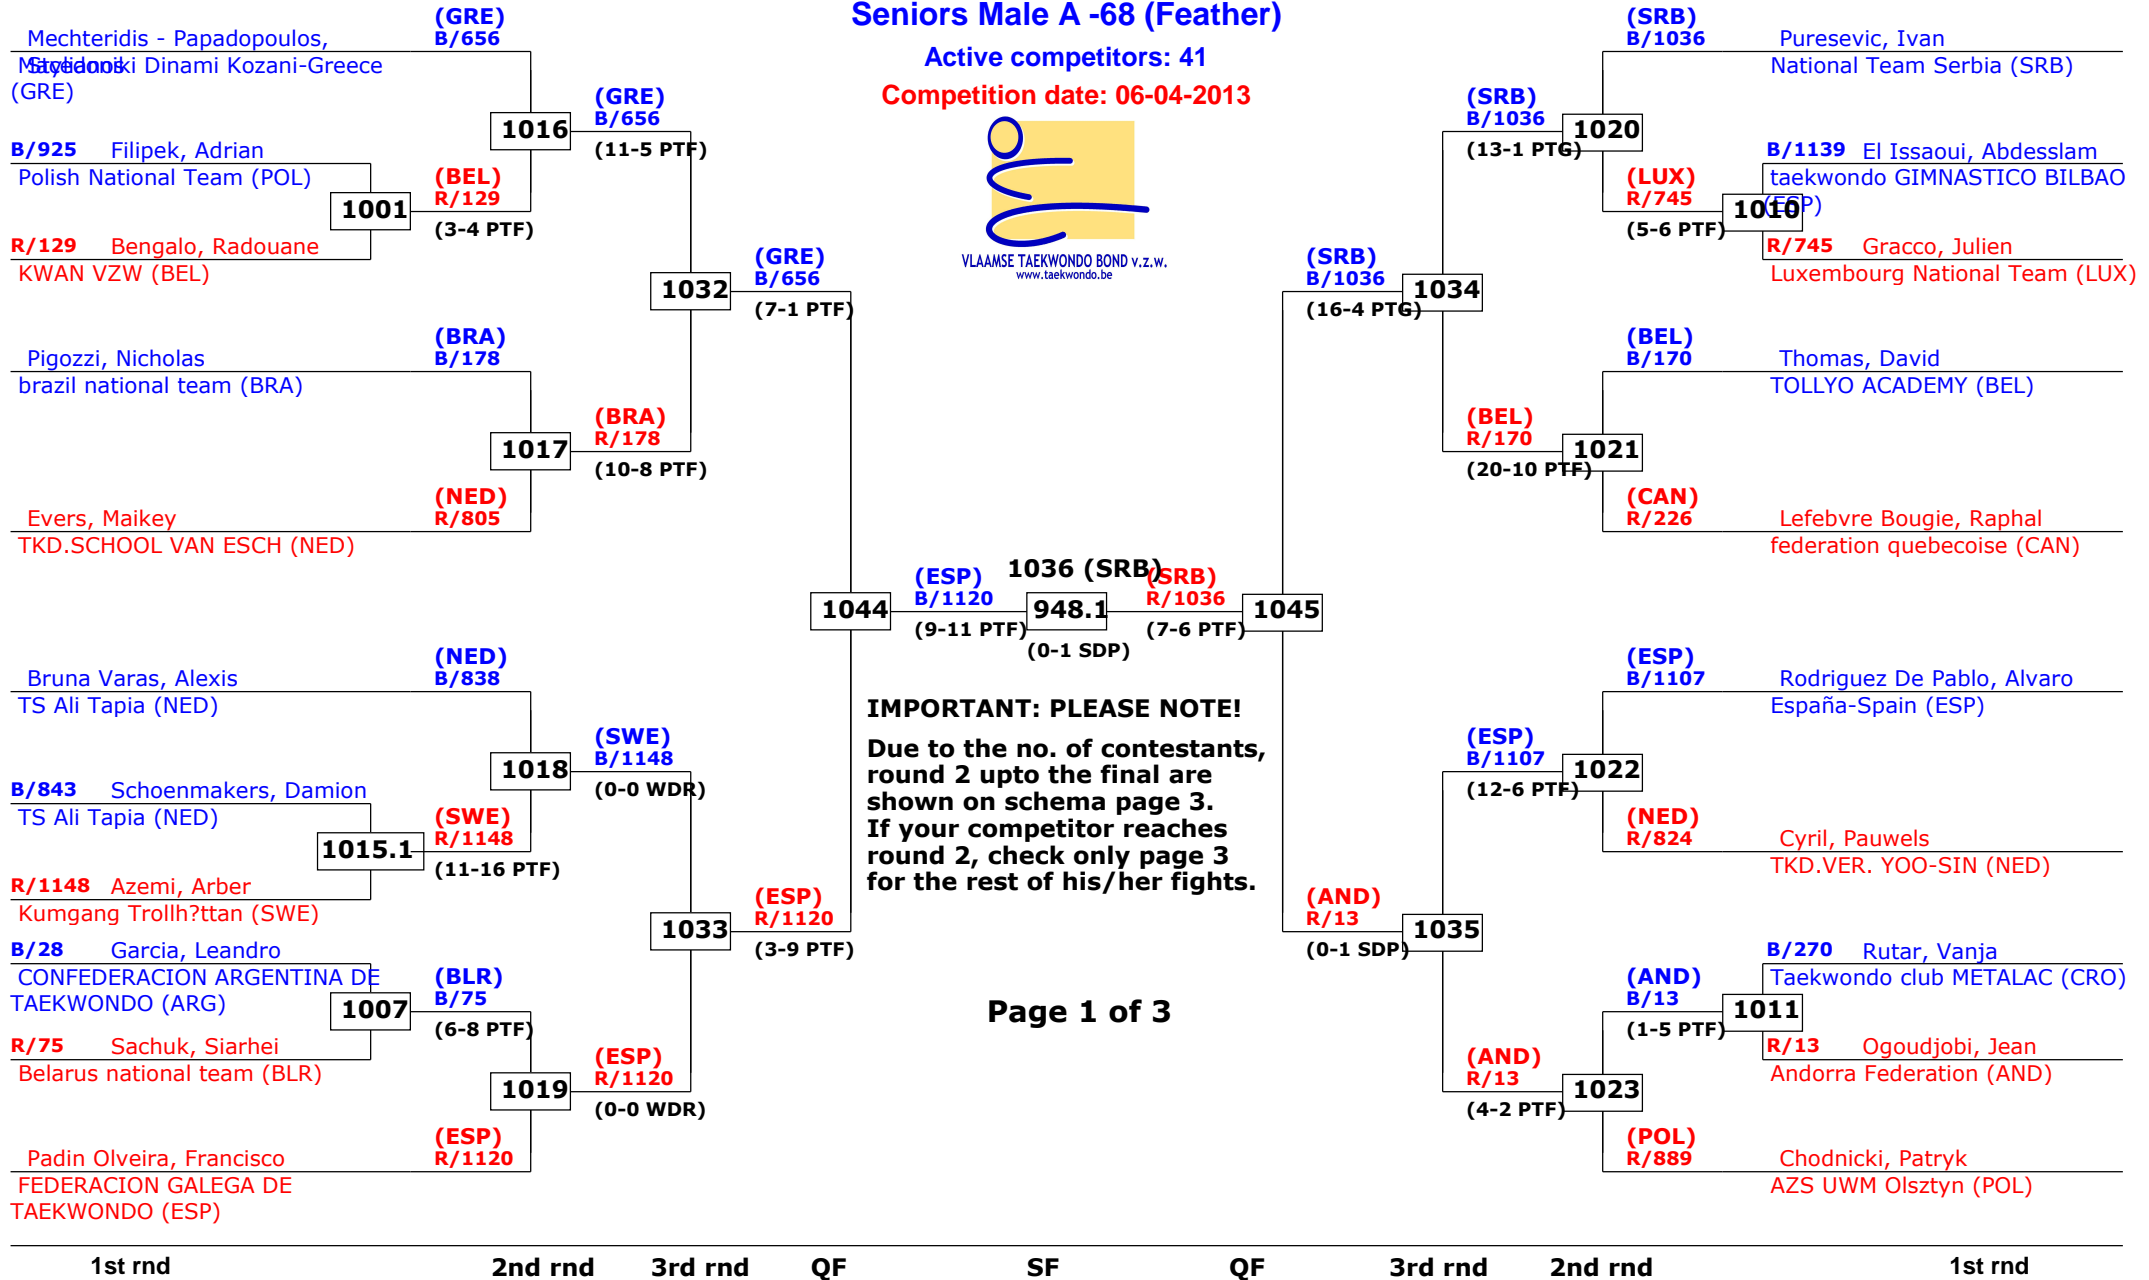 Seniors Male A -68 (Feather)
Active competitors: 41
Competition date: 06-04-2013
VLAAMSE TAEKWONDO BOND v.z.w.
www.taekwondo.be
(GRE)
B/656
Mechteridis - Papadopoulos,
Stylianos
Macedoniki Dinami Kozani-Greece
(GRE)
1016
(GRE)
B/656
(11-5 PTF)
B/925 Filipek, Adrian
Polish National Team (POL)
1001
(BEL)
R/129
(3-4 PTF)
R/129 Bengalo, Radouane
KWAN VZW (BEL)
1032
(GRE)
B/656
(7-1 PTF)
(BRA)
B/178
Pigozzi, Nicholas
brazil national team (BRA)
1017
(BRA)
R/178
(10-8 PTF)
(NED)
R/805
Evers, Maikey
TKD.SCHOOL VAN ESCH (NED)
1044
(ESP)
B/1120
(9-11 PTF)
(NED)
B/838
Bruna Varas, Alexis
TS Ali Tapia (NED)
1018
(SWE)
B/1148
(0-0 WDR)
B/843 Schoenmakers, Damion
TS Ali Tapia (NED)
1015.1
(SWE)
R/1148
(11-16 PTF)
R/1148 Azemi, Arber
Kumgang Trollh?ttan (SWE)
1033
(ESP)
R/1120
(3-9 PTF)
B/28 Garcia, Leandro
CONFEDERACION ARGENTINA DE
TAEKWONDO (ARG)
1007
(BLR)
B/75
(6-8 PTF)
R/75 Sachuk, Siarhei
Belarus national team (BLR)
1019
(ESP)
R/1120
(0-0 WDR)
(ESP)
R/1120
Padin Olveira, Francisco
FEDERACION GALEGA DE
TAEKWONDO (ESP)
1036 (SRB)
948.1
(0-1 SDP)
IMPORTANT: PLEASE NOTE!
Due to the no. of contestants,
round 2 upto the final are
shown on schema page 3.
If your competitor reaches
round 2, check only page 3
for the rest of his/her fights.
Page 1 of 3
(SRB)
R/1036
(7-6 PTF)
1045
(SRB)
B/1036
(16-4 PTG)
1034
(SRB)
B/1036
(13-1 PTG)
1020
(SRB)
B/1036
Puresevic, Ivan
National Team Serbia (SRB)
B/1139 El Issaoui, Abdesslam
taekwondo GIMNASTICO BILBAO
(ESP)
1010
(LUX)
R/745
(5-6 PTF)
R/745 Gracco, Julien
Luxembourg National Team (LUX)
(BEL)
B/170
Thomas, David
TOLLYO ACADEMY (BEL)
(BEL)
R/170
(20-10 PTF)
1021
(CAN)
R/226
Lefebvre Bougie, Raphal
federation quebecoise (CAN)
(ESP)
B/1107
Rodriguez De Pablo, Alvaro
España-Spain (ESP)
(ESP)
B/1107
(12-6 PTF)
1022
(NED)
R/824
Cyril, Pauwels
TKD.VER. YOO-SIN (NED)
(AND)
R/13
(0-1 SDP)
1035
B/270 Rutar, Vanja
Taekwondo club METALAC (CRO)
(AND)
B/13
(1-5 PTF)
1011
R/13 Ogoudjobi, Jean
Andorra Federation (AND)
(AND)
R/13
(4-2 PTF)
1023
(POL)
R/889
Chodnicki, Patryk
AZS UWM Olsztyn (POL)
1st rnd 2nd rnd 3rd rnd QF SF QF 3rd rnd 2nd rnd 1st rnd